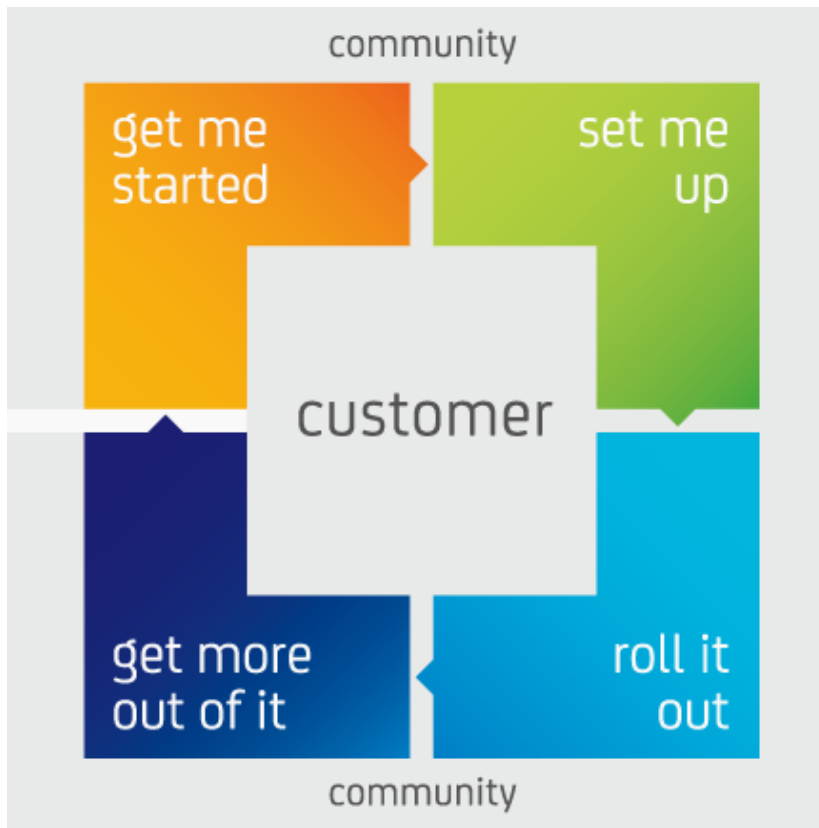 community
get me
started
set me
up
customer
get more
out of it
roll it
out
community